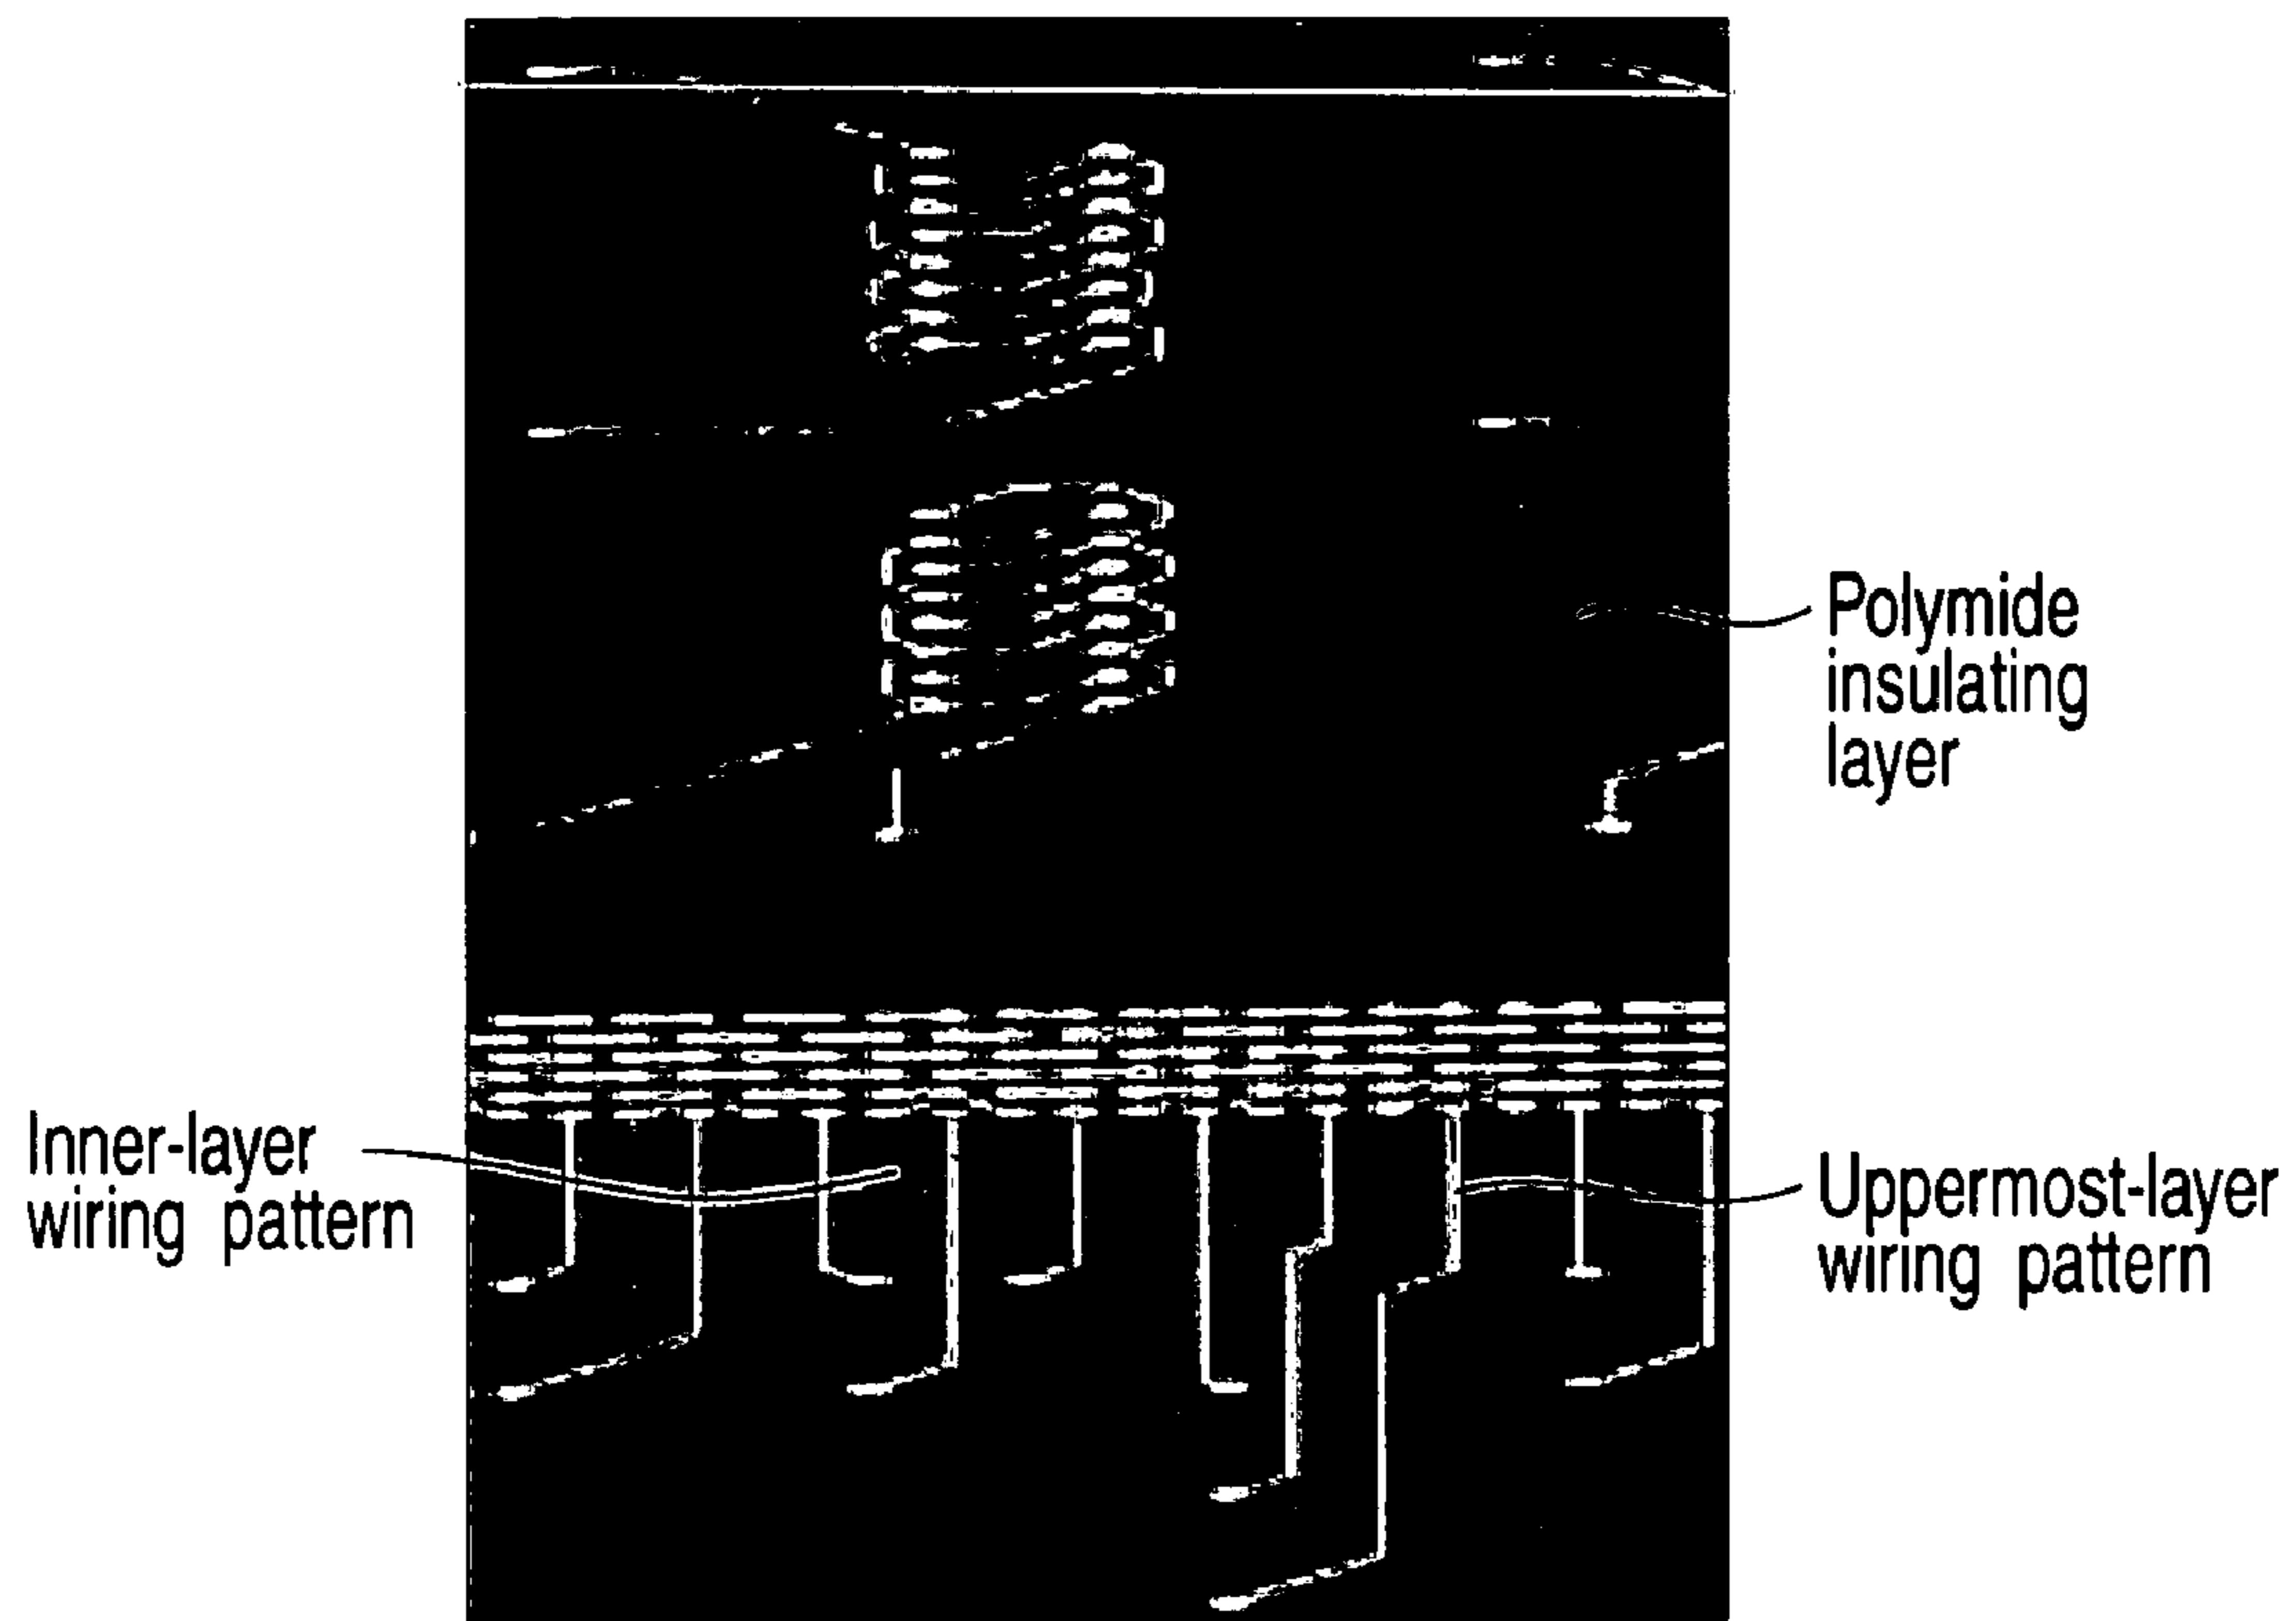 Polymide
insulating
layer
Inner-layer
wiring pattern
Uppermost-layer
wiring pattern